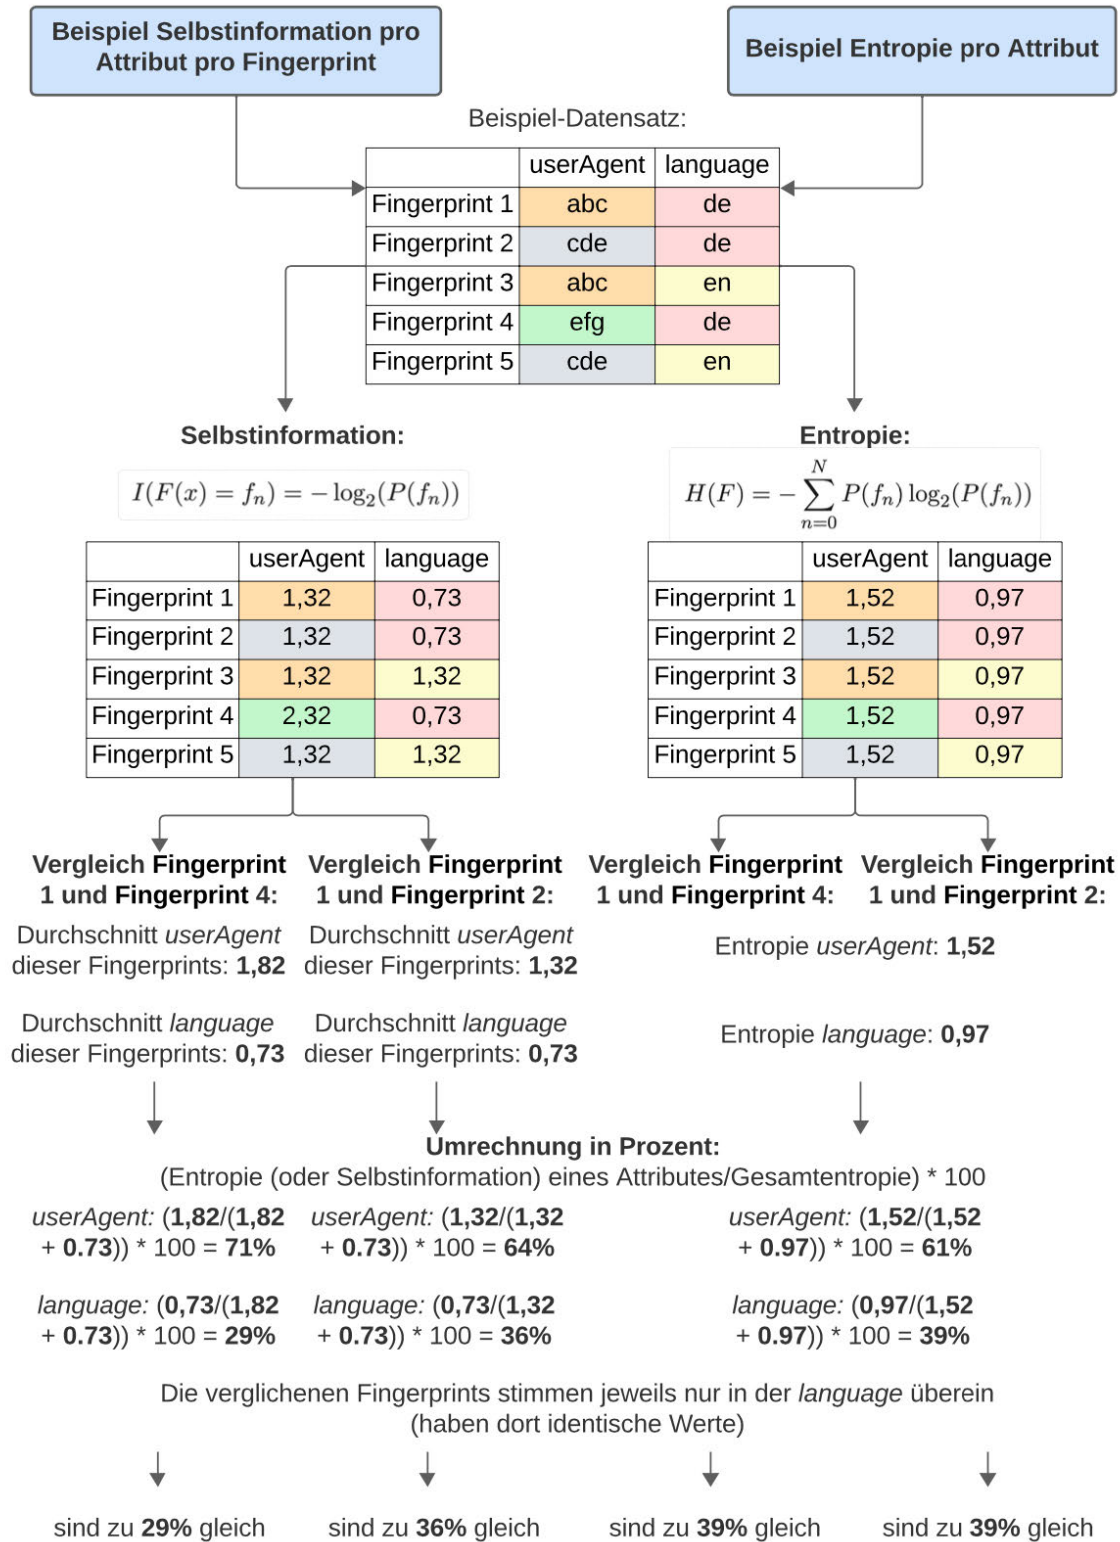 Beispiel Selbstinformation pro
Attribut pro Fingerprint
Beispiel Entropie pro Attribut
Beispiel-Datensatz:
userAgent language
Fingerprint 1 abc de
Fingerprint 2 cde de
Fingerprint 3 abc en
Fingerprint 4 efg de
Fingerprint 5 cde en
Selbstinformation:
I(F(x) = fₙ) = − log₂(P(fₙ))
userAgent language
Fingerprint 1 1,32 0,73
Fingerprint 2 1,32 0,73
Fingerprint 3 1,32 1,32
Fingerprint 4 2,32 0,73
Fingerprint 5 1,32 1,32
Entropie:
N
H(F) = − ∑ P(fₙ) log₂(P(fₙ))
n=0
userAgent language
Fingerprint 1 1,52 0,97
Fingerprint 2 1,52 0,97
Fingerprint 3 1,52 0,97
Fingerprint 4 1,52 0,97
Fingerprint 5 1,52 0,97
Vergleich Fingerprint
1 und Fingerprint 4:
Durchschnitt userAgent
dieser Fingerprints: 1,82
Durchschnitt language
dieser Fingerprints: 0,73
Vergleich Fingerprint
1 und Fingerprint 2:
Durchschnitt userAgent
dieser Fingerprints: 1,32
Durchschnitt language
dieser Fingerprints: 0,73
Vergleich Fingerprint
1 und Fingerprint 4:
Vergleich Fingerprint
1 und Fingerprint 2:
Entropie userAgent: 1,52
Entropie language: 0,97
Umrechnung in Prozent:
(Entropie (oder Selbstinformation) eines Attributes/Gesamtentropie) * 100
userAgent: (1,82/(1,82
+ 0.73)) * 100 = 71%
language: (0,73/(1,82
+ 0.73)) * 100 = 29%
userAgent: (1,32/(1,32
+ 0.73)) * 100 = 64%
language: (0,73/(1,32
+ 0.73)) * 100 = 36%
userAgent: (1,52/(1,52
+ 0.97)) * 100 = 61%
language: (0,97/(1,52
+ 0.97)) * 100 = 39%
Die verglichenen Fingerprints stimmen jeweils nur in der language überein
(haben dort identische Werte)
sind zu 29% gleich
sind zu 36% gleich
sind zu 39% gleich
sind zu 39% gleich